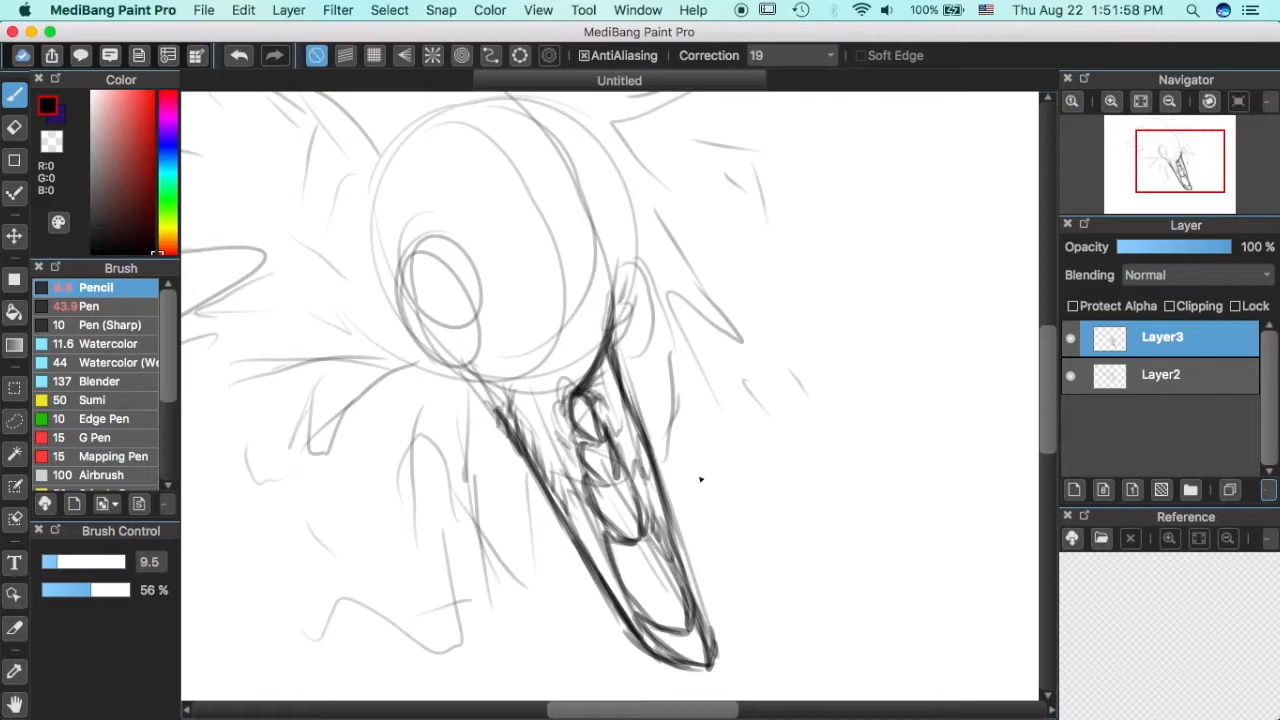 MediBang Paint Pro File Edit Layer Filter Select Snap Color View Tool Window Help 100% Thu Aug 22 1:51:58 PM
MediBang Paint Pro
AntiAliasing Correction 19 Soft Edge
Untitled
Color
R:0
G:0
B:0
Brush
9.5 Pencil
43.9 Pen
10 Pen (Sharp)
11.6 Watercolor
44 Watercolor (We
137 Blender
50 Sumi
10 Edge Pen
15 G Pen
15 Mapping Pen
100 Airbrush
Brush Control
9.5
56 %
T
Navigator
Layer
Opacity 100 %
Blending Normal
Protect Alpha Clipping Lock
Layer3
Layer2
Reference